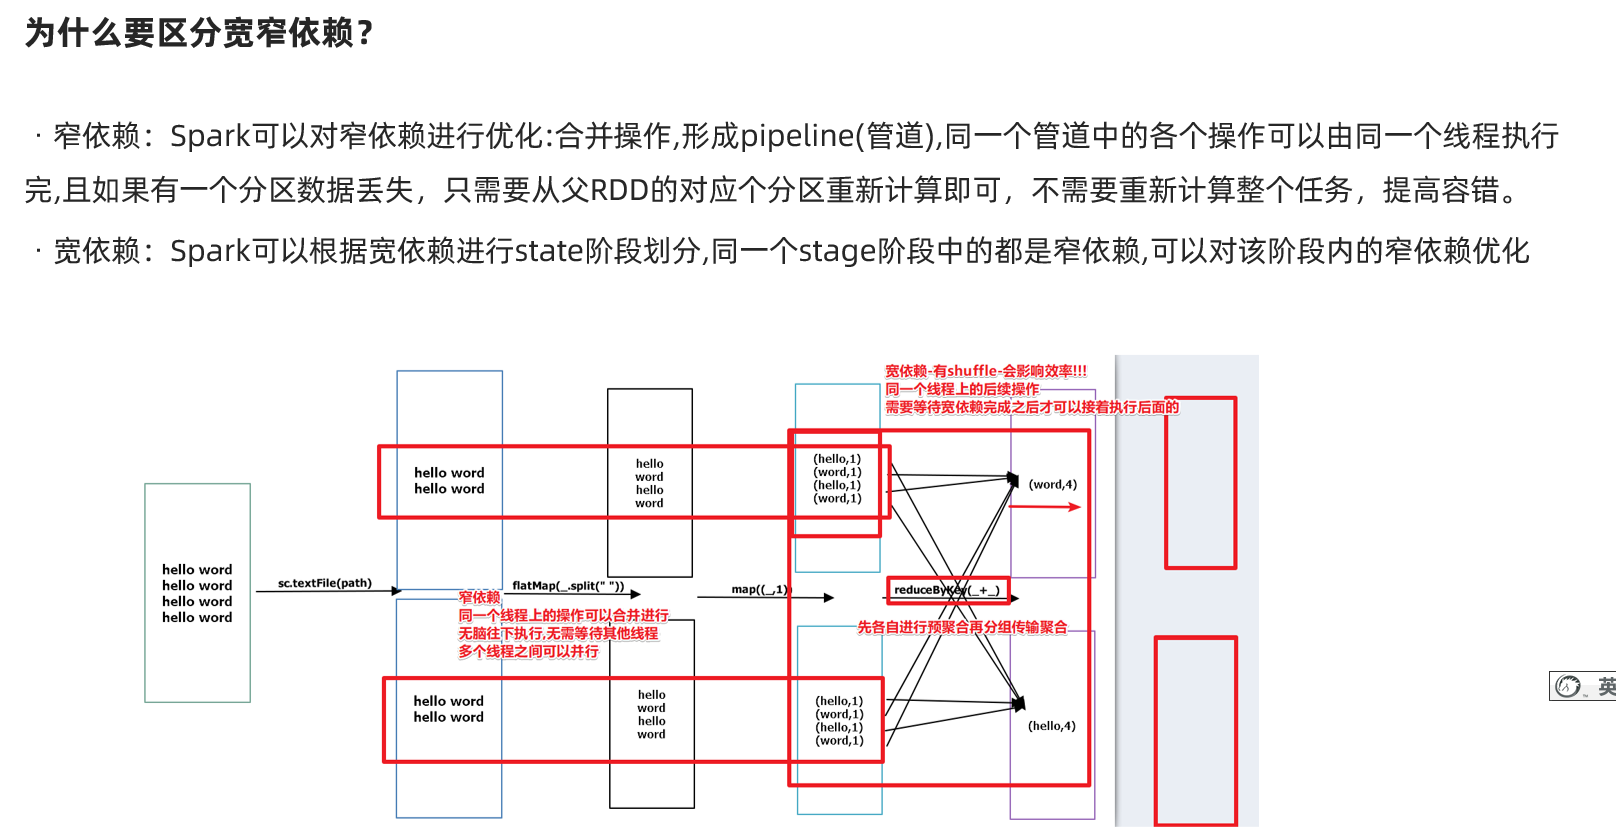 为什么要区分宽窄依赖？
· 窄依赖：Spark可以对窄依赖进行优化:合并操作,形成pipeline(管道),同一个管道中的各个操作可以由同一个线程执行
完,且如果有一个分区数据丢失，只需要从父RDD的对应个分区重新计算即可，不需要重新计算整个任务，提高容错。
· 宽依赖：Spark可以根据宽依赖进行state阶段划分,同一个stage阶段中的都是窄依赖,可以对该阶段内的窄依赖优化
宽依赖-有shuffle-会影响效率!!!
同一个线程上的后续操作
需要等待宽依赖完成之后才可以接着执行后面的
hello word
hello word
hello
word
hello
word
(hello,1)
(word,1)
(hello,1)
(word,1)
(word,4)
hello word
hello word
hello word
hello word
sc.textFile(path)
flatMap(_.split(" "))
map((_,1))
reduceByKey(_+_)
窄依赖
同一个线程上的操作可以合并进行
无脑往下执行,无需等待其他线程
多个线程之间可以并行
先各自进行预聚合再分组传输聚合
hello word
hello word
hello
word
hello
word
(hello,1)
(word,1)
(hello,1)
(word,1)
(hello,4)
英